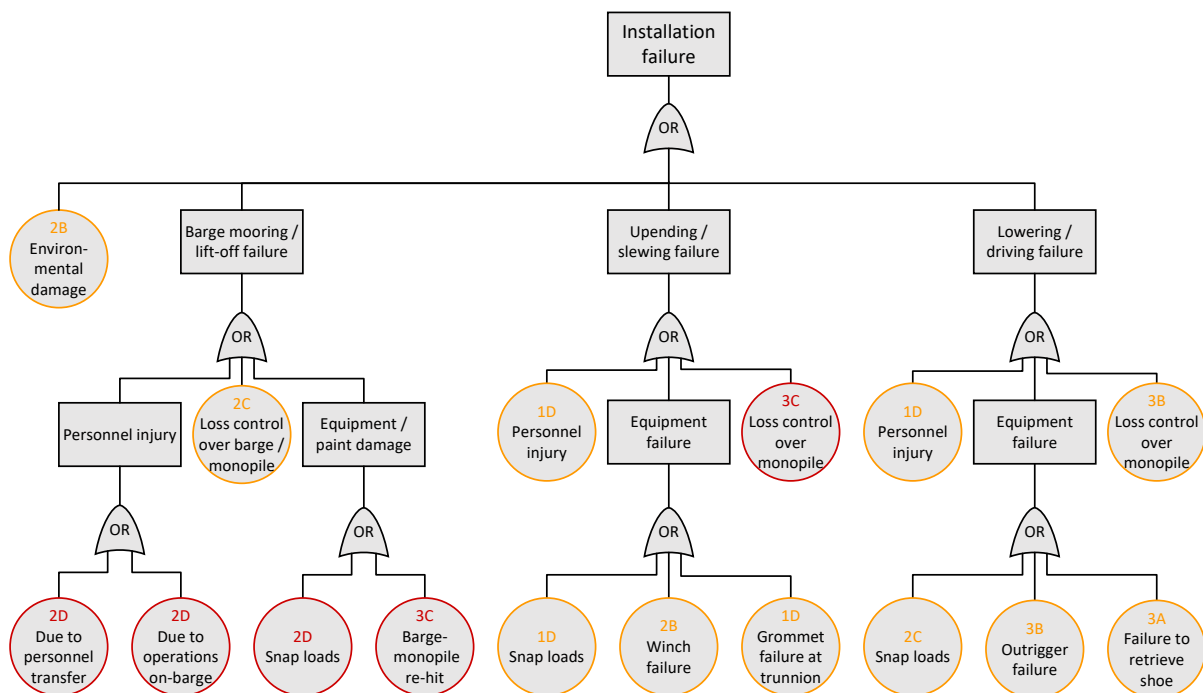 Installation
failure
OR
2B
Environ-
mental
damage
Barge mooring /
lift-off failure
Upending /
slewing failure
Lowering /
driving failure
OR
OR
OR
Personnel injury
2C
Loss control
over barge /
monopile
Equipment /
paint damage
1D
Personnel
injury
Equipment
failure
3C
Loss control
over
monopile
1D
Personnel
injury
Equipment
failure
3B
Loss control
over
monopile
OR
OR
OR
OR
2D
Due to
personnel
transfer
2D
Due to
operations
on-barge
2D
Snap loads
3C
Barge-
monopile
re-hit
1D
Snap loads
2B
Winch
failure
1D
Grommet
failure at
trunnion
2C
Snap loads
3B
Outrigger
failure
3A
Failure to
retrieve
shoe